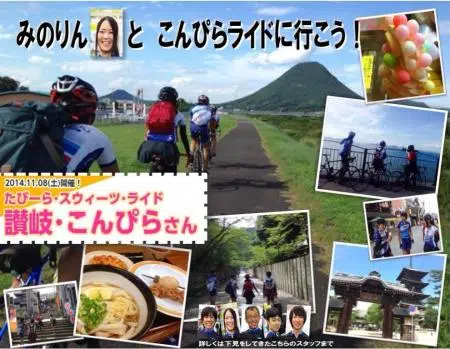 みのりん と こんぴらライドに行こう！
2014.11.08(土)開催！
たびーら・スウィーツ・ライド
讃岐・こんぴらさん
詳しくは下見をしてきたこちらのスタッフまで